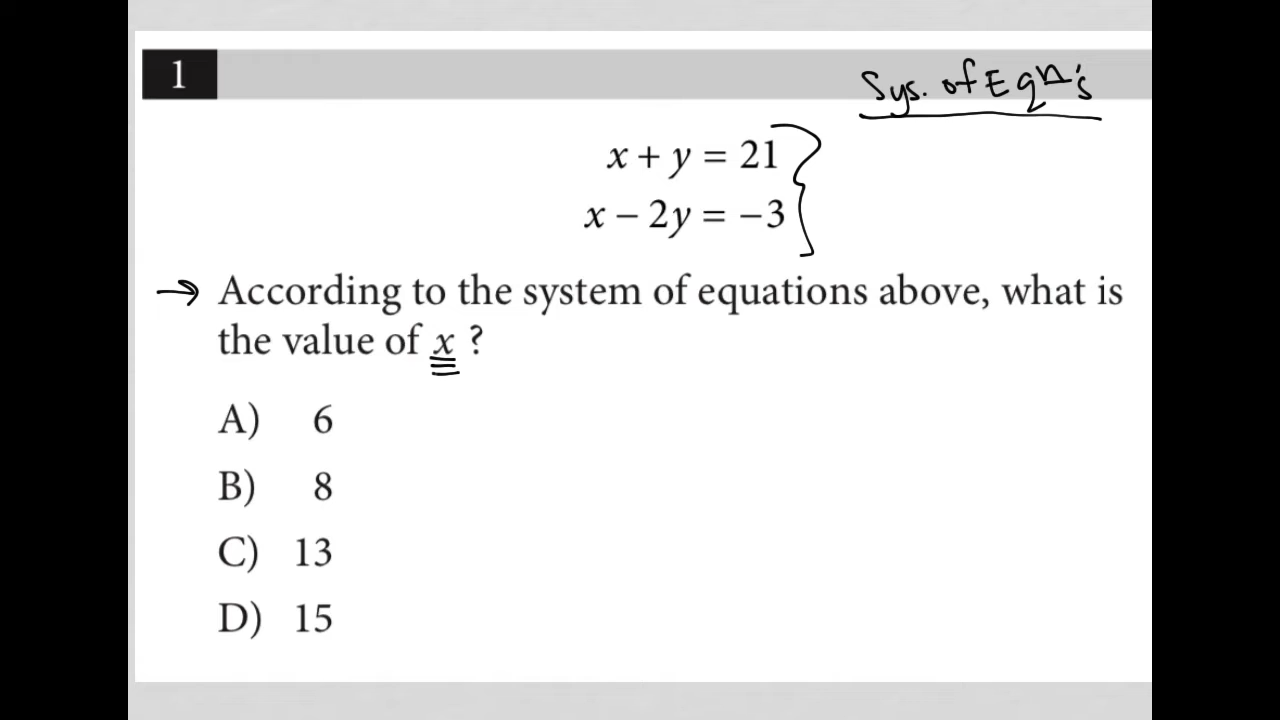 1
Sys. of Eqn's
x + y = 21
x − 2y = −3
→ According to the system of equations above, what is
the value of x ?
A) 6
B) 8
C) 13
D) 15